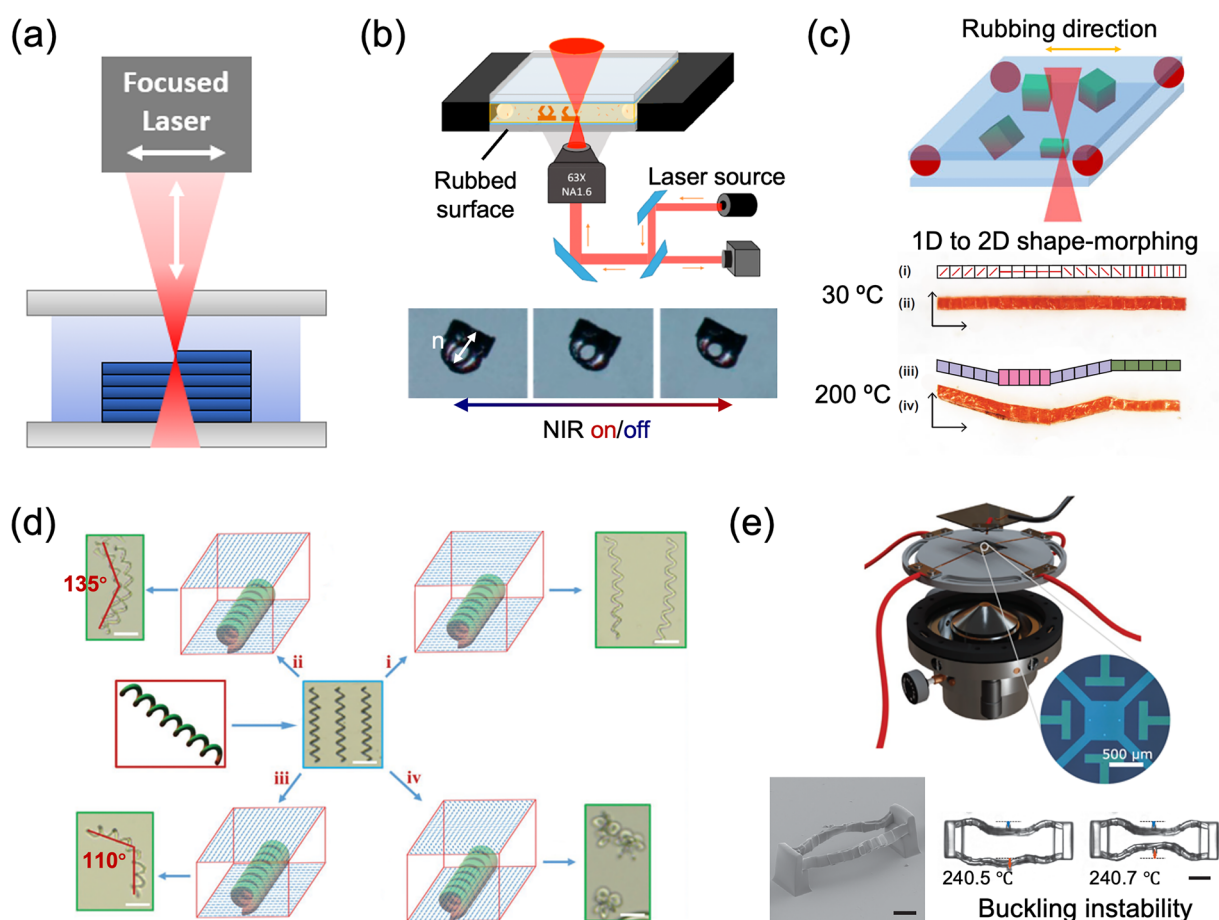 (a)
Focused
Laser
(b)
Rubbed
surface
63X
NA1.6
Laser source
n
NIR on/off
(c)
Rubbing direction
1D to 2D shape-morphing
(i)
30 ºC
(ii)
(iii)
200 ºC
(iv)
(d)
135°
ii
i
iii
iv
110°
(e)
500 µm
240.5 ℃
240.7 ℃
Buckling instability